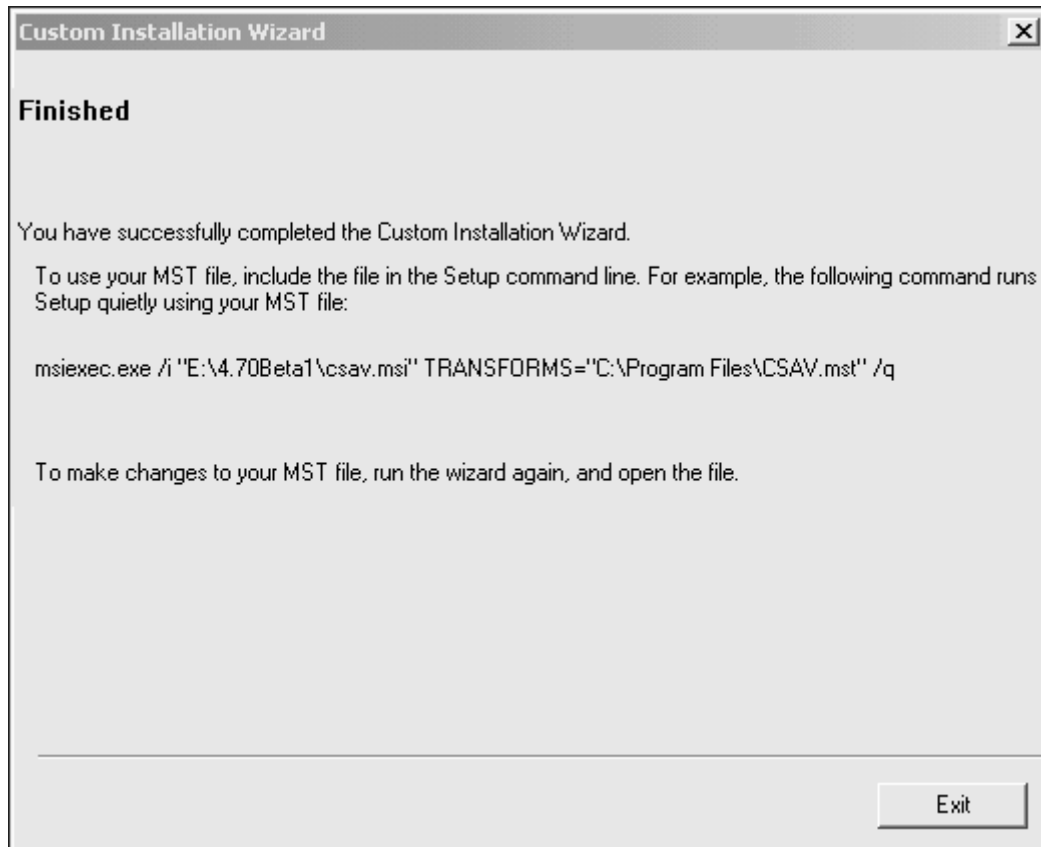 Custom Installation Wizard
Finished
You have successfully completed the Custom Installation Wizard.
To use your MST file, include the file in the Setup command line. For example, the following command runs
Setup quietly using your MST file:
msiexec.exe /i "E:\4.70Beta1\csav.msi" TRANSFORMS="C:\Program Files\CSAV.mst" /q
To make changes to your MST file, run the wizard again, and open the file.
Exit